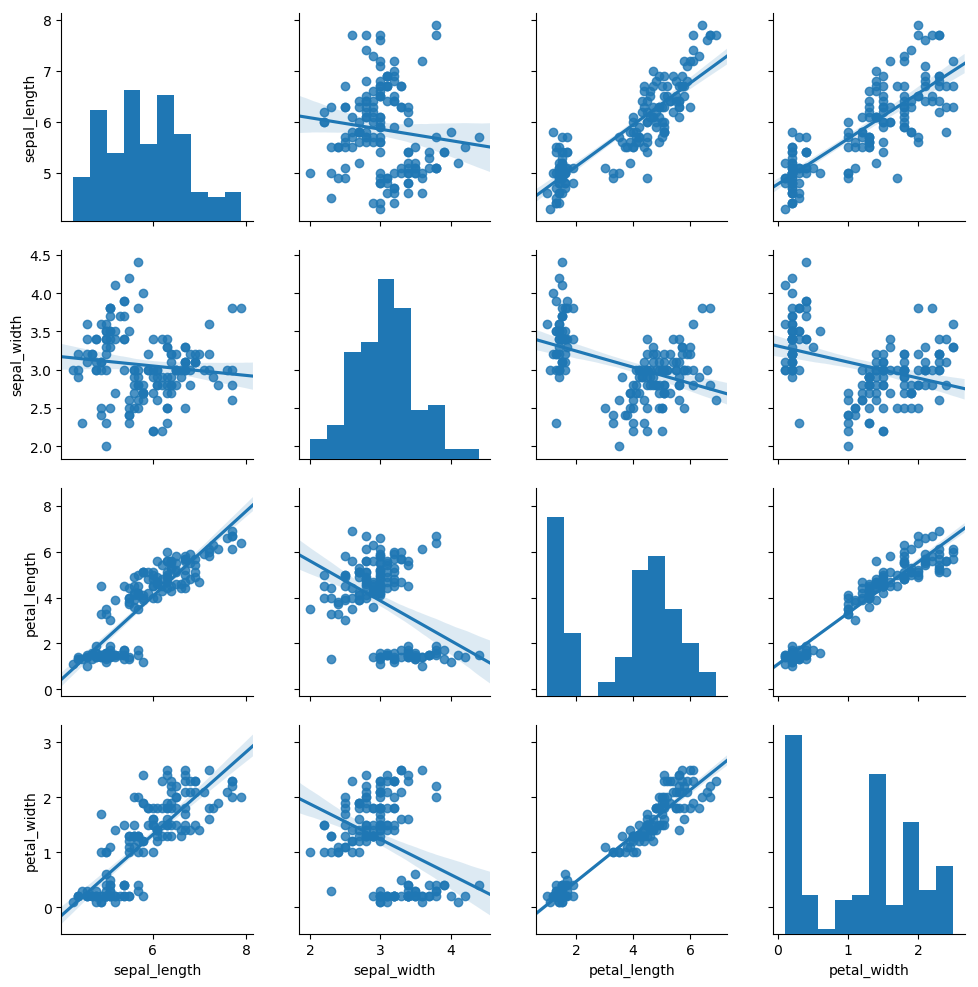 8
7
6
5
sepal_length
4.5
4.0
3.5
3.0
2.5
2.0
sepal_width
8
6
4
2
0
petal_length
3
2
1
0
petal_width
6 8
sepal_length
2 3 4
sepal_width
2 4 6
petal_length
0 1 2
petal_width